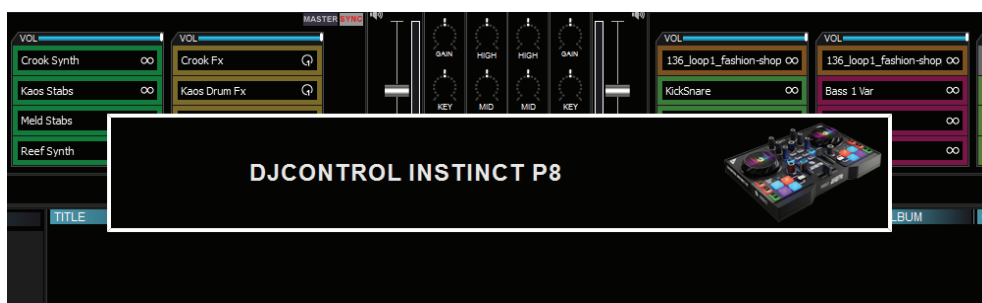 MASTER SYNC
VOL
VOL
VOL
VOL
Crook Synth
Crook Fx
GAIN HIGH HIGH GAIN
136_loop1_fashion-shop
136_loop1_fashion-shop
Kaos Stabs
Kaos Drum Fx
KEY MID MID KEY
KickSnare
Bass 1 Var
Meld Stabs
Reef Synth
DJCONTROL INSTINCT P8
TITLE
LBUM